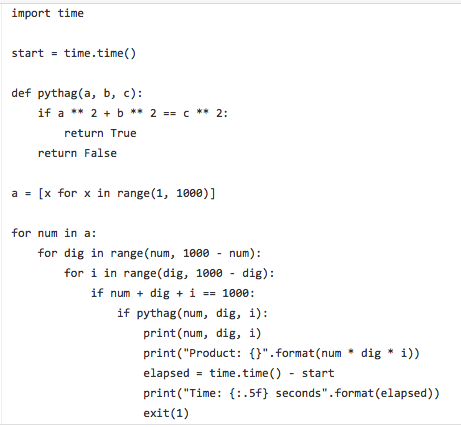 import time
start = time.time()
def pythag(a, b, c):
    if a ** 2 + b ** 2 == c ** 2:
        return True
    return False
a = [x for x in range(1, 1000)]
for num in a:
    for dig in range(num, 1000 - num):
        for i in range(dig, 1000 - dig):
            if num + dig + i == 1000:
                if pythag(num, dig, i):
                    print(num, dig, i)
                    print("Product: {}".format(num * dig * i))
                    elapsed = time.time() - start
                    print("Time: {:.5f} seconds".format(elapsed))
                    exit(1)